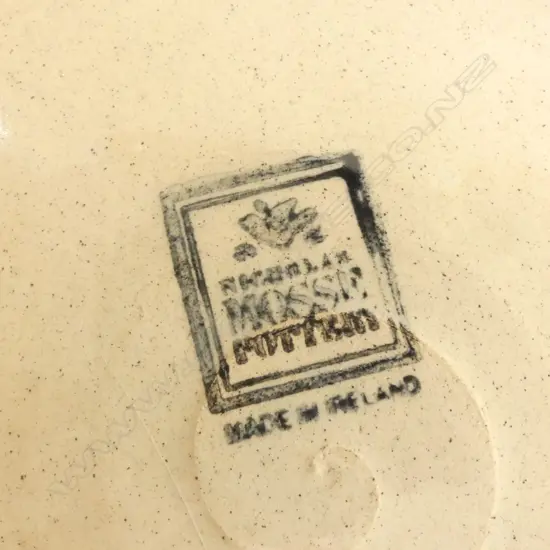 NICHOLAS
MOSSE
POTTERY
MADE IN IRELAND